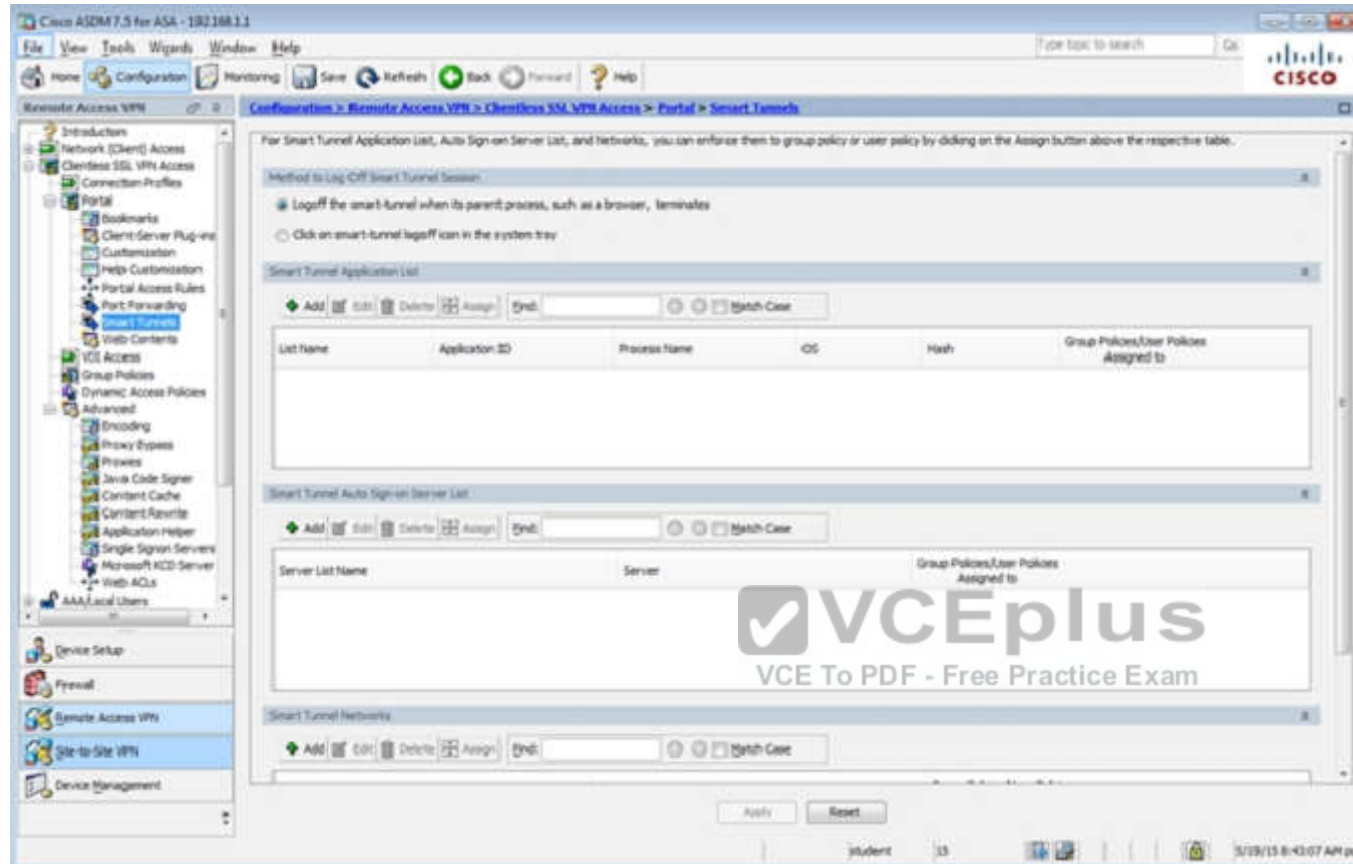 Cisco ASDM 7.5 for ASA - 192.168.1.1
File View Tools Wizards Window Help
Type topic to search Go
Home Configuration Monitoring Save Refresh Back Forward Help
CISCO
Remote Access VPN
Configuration > Remote Access VPN > Clientless SSL VPN Access > Portal > Smart Tunnels
Introduction
Network (Client) Access
Clientless SSL VPN Access
Connection Profiles
Portal
Bookmarks
Client-Server Plug-ins
Customization
Help Customization
Portal Access Rules
Port Forwarding
Smart Tunnels
Web Contents
VDI Access
Group Policies
Dynamic Access Policies
Advanced
Encoding
Proxy Bypass
Proxies
Java Code Signer
Content Cache
Content Rewrite
Application Helper
Single Signon Servers
Microsoft KCD Server
Web ACLs
AAA/Local Users
Device Setup
Firewall
Remote Access VPN
Site-to-Site VPN
Device Management
For Smart Tunnel Application List, Auto Sign-on Server List, and Networks, you can enforce them to group policy or user policy by clicking on the Assign button above the respective table.
Method to Log Off Smart Tunnel Session
Logoff the smart-tunnel when its parent process, such as a browser, terminates
Click on smart-tunnel logoff icon in the system tray
Smart Tunnel Application List
Add Edit Delete Assign Find: Match Case
List Name Application ID Process Name OS Hash Group Policies/User Policies
Assigned to
Smart Tunnel Auto Sign-on Server List
Add Edit Delete Assign Find: Match Case
Server List Name Server Group Policies/User Policies
Assigned to
VCEplus
VCE To PDF - Free Practice Exam
Smart Tunnel Networks
Add Edit Delete Assign Find: Match Case
Apply Reset
student 15 5/19/15 8:43:07 AM